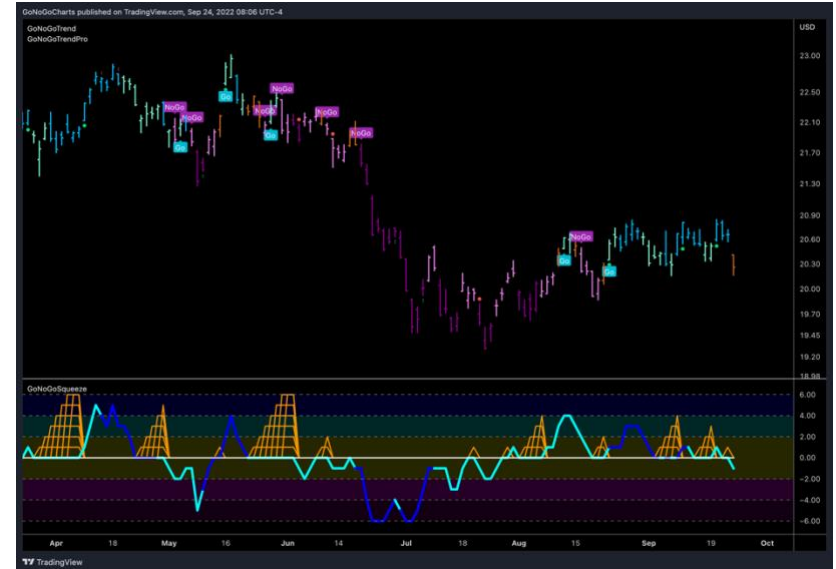 GoNoGoCharts published on TradingView.com, Sep 24, 2022 08:06 UTC-4
GoNoGoTrend
GoNoGoTrendPro
USD
23.00
22.50
22.10
21.70
21.30
20.90
20.60
20.30
20.00
19.70
19.45
19.20
18.98
NoGo
NoGo
Go
Go
NoGo
NoGo
Go
NoGo
NoGo
NoGo
Go
Go
GoNoGoSqueeze
6.00
4.00
2.00
0.00
−2.00
−4.00
−6.00
Apr 18 May 16 Jun 14 Jul 18 Aug 15 Sep 19 Oct
TradingView